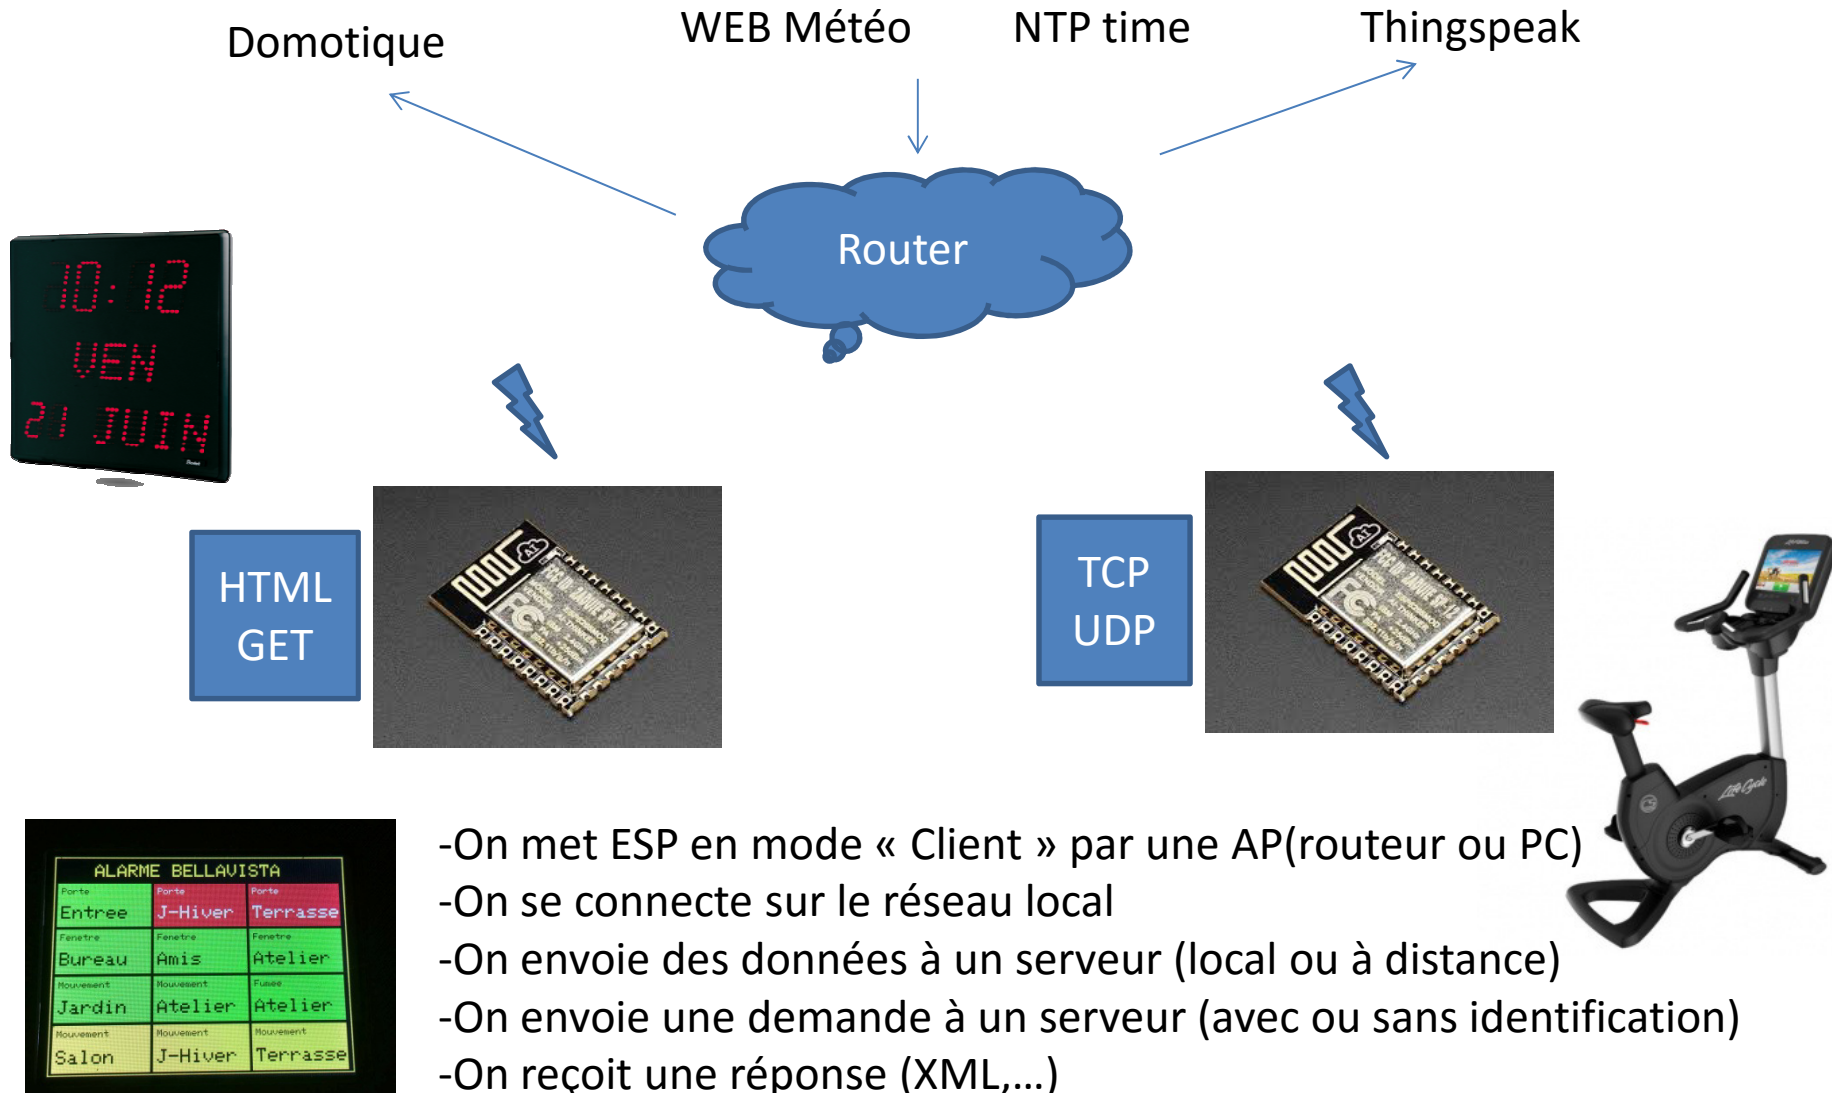 Domotique
WEB Météo
NTP time
Thingspeak
Router
10:12
VEN
21 JUIN
HTML
GET
TCP
UDP
Life Cycle
ALARME BELLAVISTA
Porte
Porte
Porte
Entree
J-Hiver
Terrasse
Fenetre
Fenetre
Fenetre
Bureau
Amis
Atelier
Mouvement
Mouvement
Fumee
Jardin
Atelier
Atelier
Mouvement
Mouvement
Mouvement
Salon
J-Hiver
Terrasse
-On met ESP en mode « Client » par une AP(routeur ou PC)
-On se connecte sur le réseau local
-On envoie des données à un serveur (local ou à distance)
-On envoie une demande à un serveur (avec ou sans identification)
-On reçoit une réponse (XML,…)